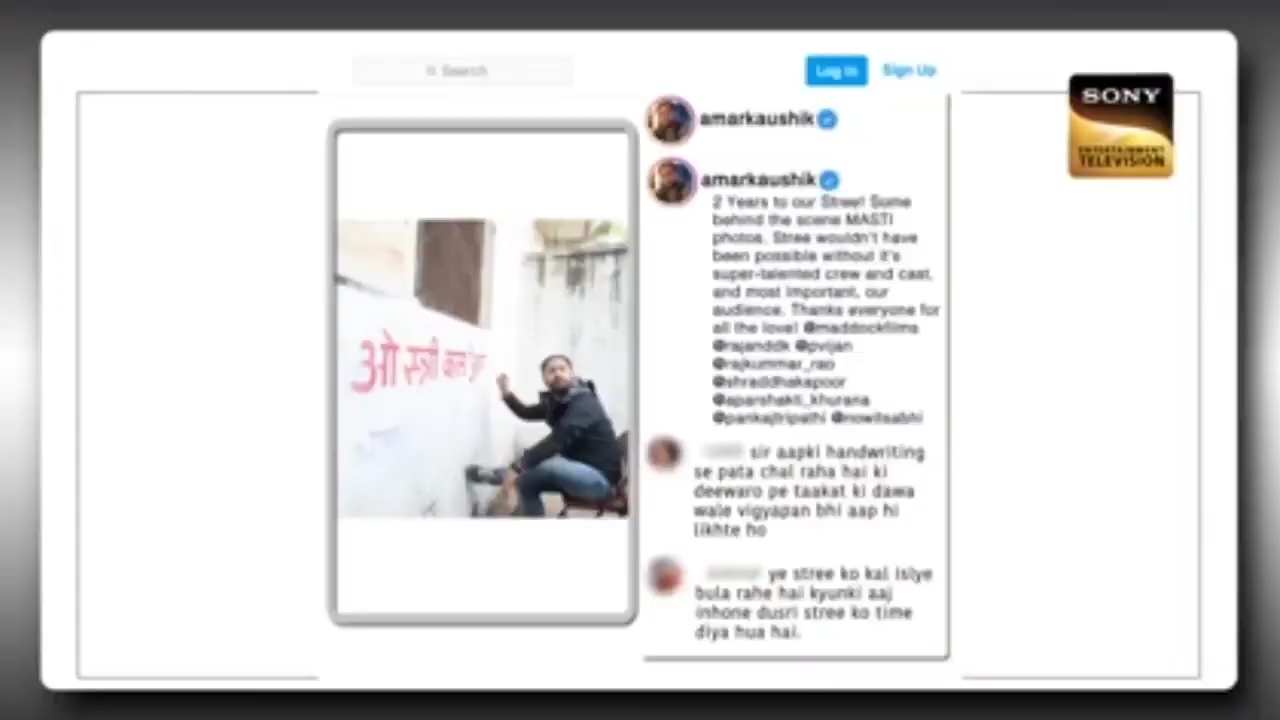 Search
Log In Sign Up
SONY
ENTERTAINMENT
TELEVISION
amarkaushik
amarkaushik
2 Years to our Stree! Some
behind the scene MASTI
photos. Stree wouldn't have
been possible without it's
super-talented crew and cast,
and most important, our
audience. Thanks everyone for
all the love! @maddockfilms
@rajanddk @pvijan
@rajkummar_rao
@shraddhakapoor
@aparshakti_khurana
@pankajtripathi @nowitsabhi
ओ स्त्री कल
sir aapki handwriting
se pata chal raha hai ki
deewaro pe taakat ki dawa
wale vigyapan bhi aap hi
likhte ho
ye stree ko kal islye
bula rahe hai kyunki aaj
inhone dusri stree ko time
diya hua hai.